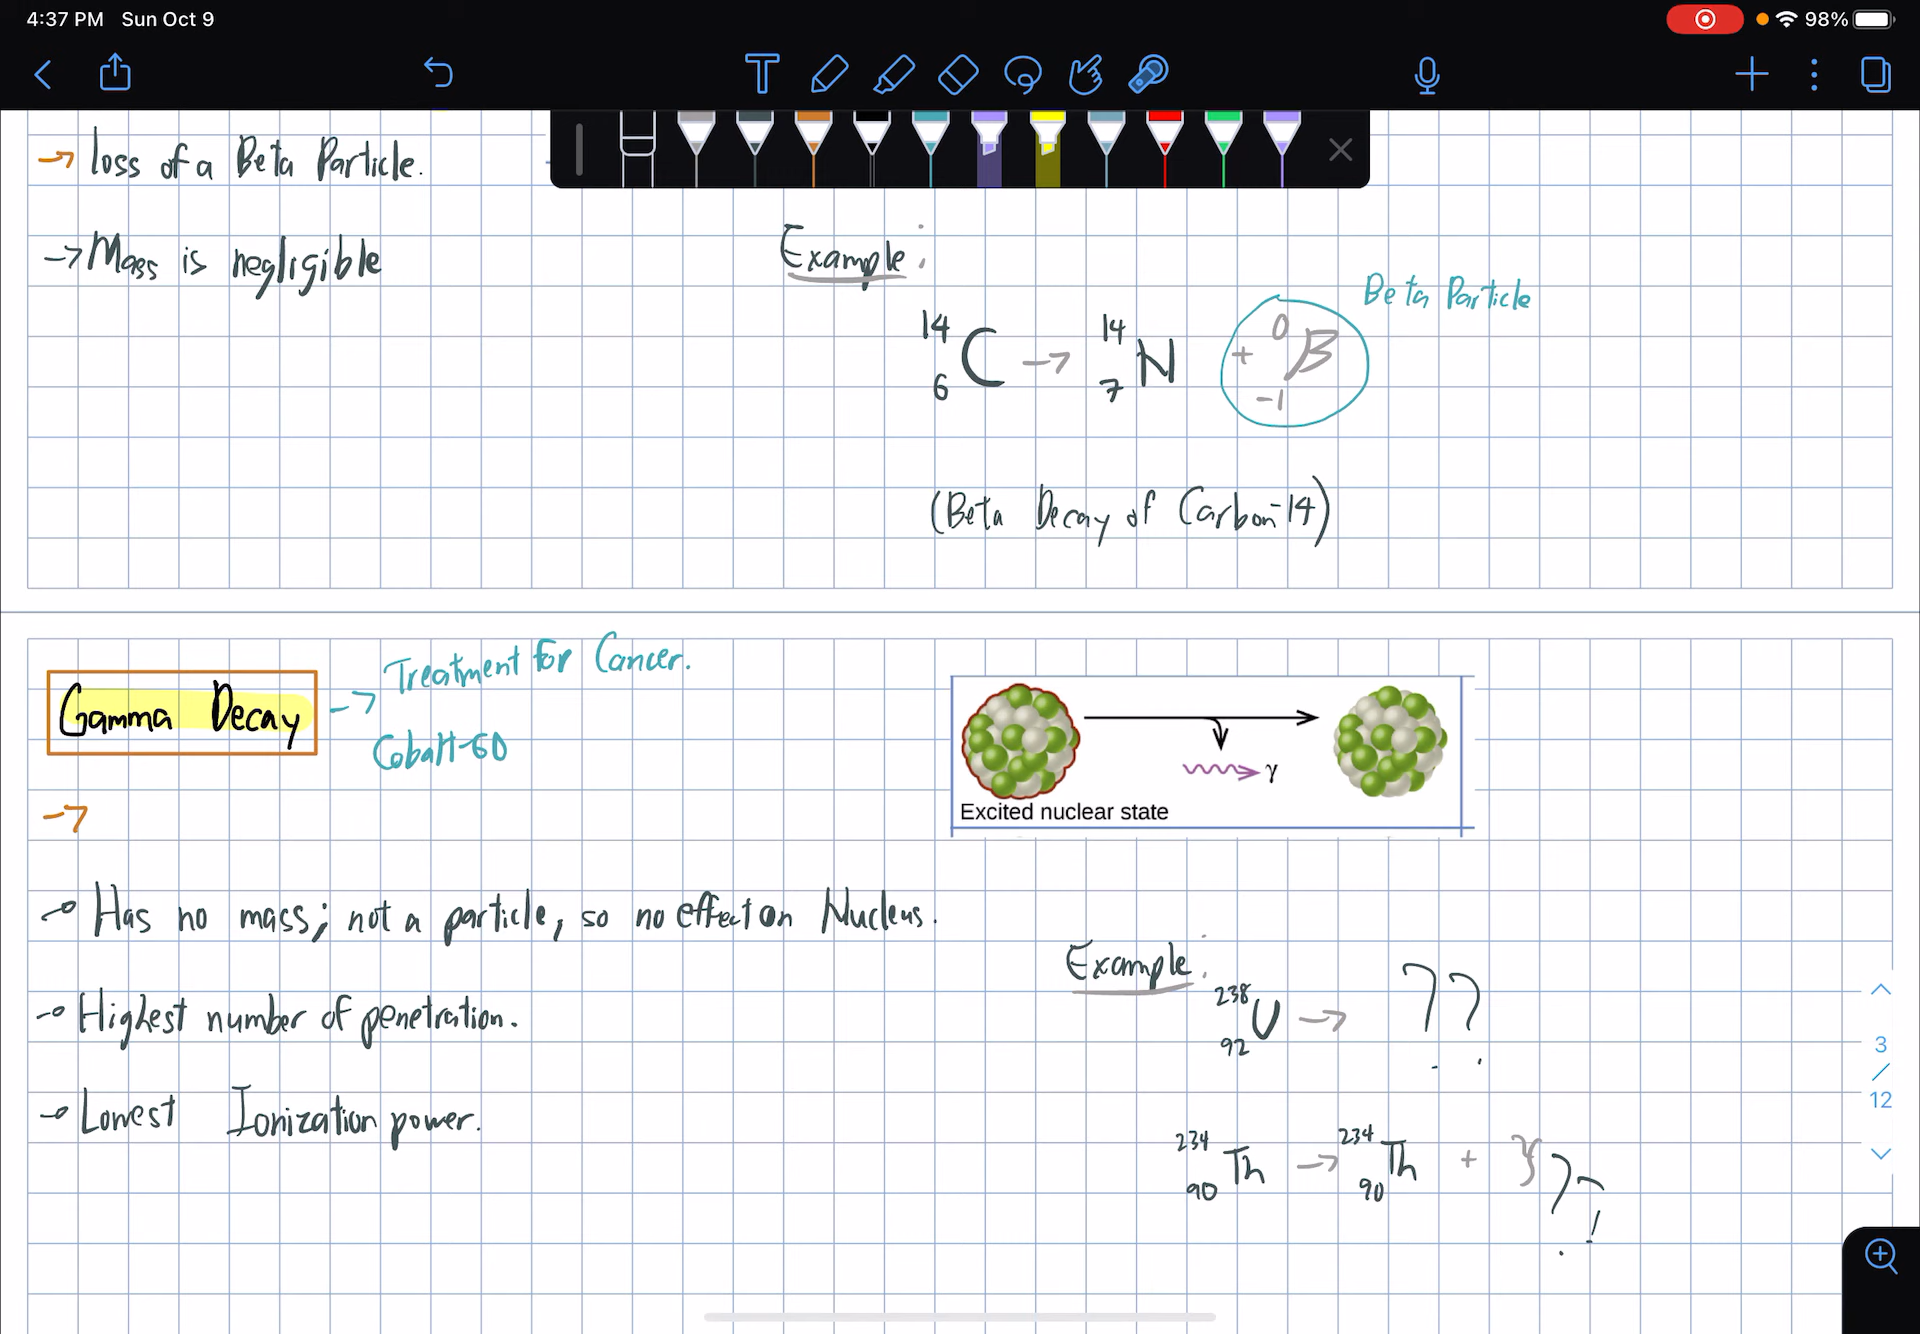 4:37 PM Sun Oct 9
98%
→ loss of a Beta Particle.
→ Mass is negligible
Example:
Beta Particle
14 6 C → 14 7 N + 0 -1 β
(Beta Decay of Carbon-14)
Gamma Decay → Treatment for Cancer.
Cobalt-60
→
γ
Excited nuclear state
-o Has no mass; not a particle, so no effect on Nucleus.
-o Highest number of penetration.
-o Lowest Ionization power.
Example:
238 92 U → ??
234 90 Th → 234 90 Th + γ ??
3
/
12